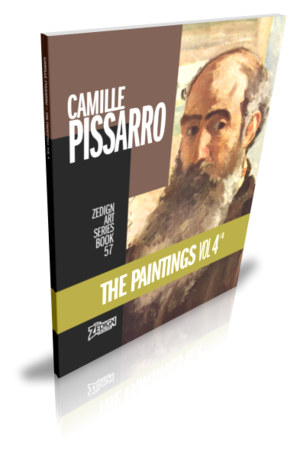 CAMILLE
PISSARRO
ZEDIGN
ART
SERIES
BOOK
57
THE PAINTINGS VOL 4
ZEDIGN